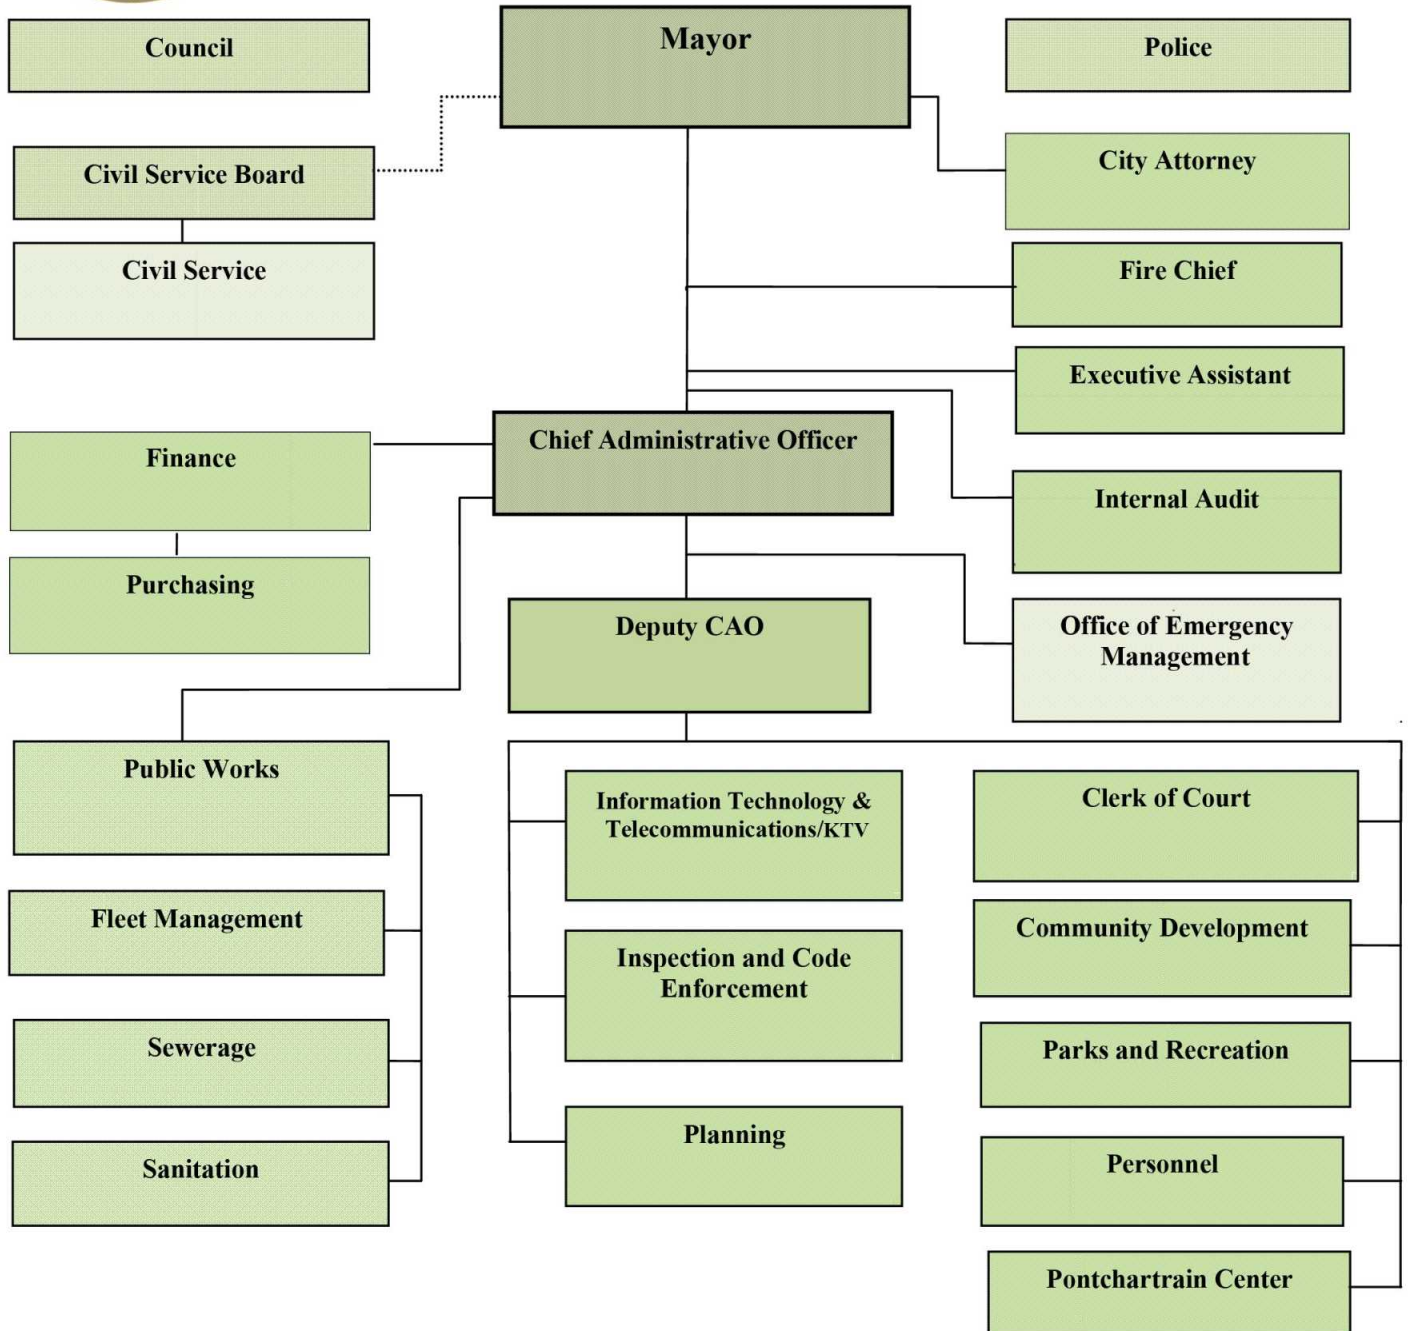 Council
Mayor
Police
Civil Service Board
City Attorney
Civil Service
Fire Chief
Executive Assistant
Chief Administrative Officer
Finance
Internal Audit
Purchasing
Deputy CAO
Office of Emergency
Management
Public Works
Information Technology &
Telecommunications/KTV
Clerk of Court
Fleet Management
Community Development
Inspection and Code
Enforcement
Sewerage
Parks and Recreation
Planning
Sanitation
Personnel
Pontchartrain Center